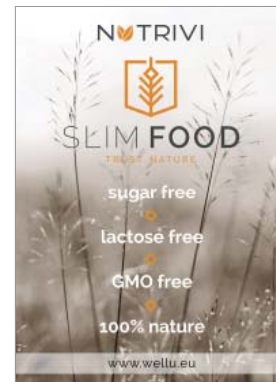 NUTRIVI
SLIM FOOD
TRUST NATURE
sugar free
lactose free
GMO free
100% nature
www.wellu.eu